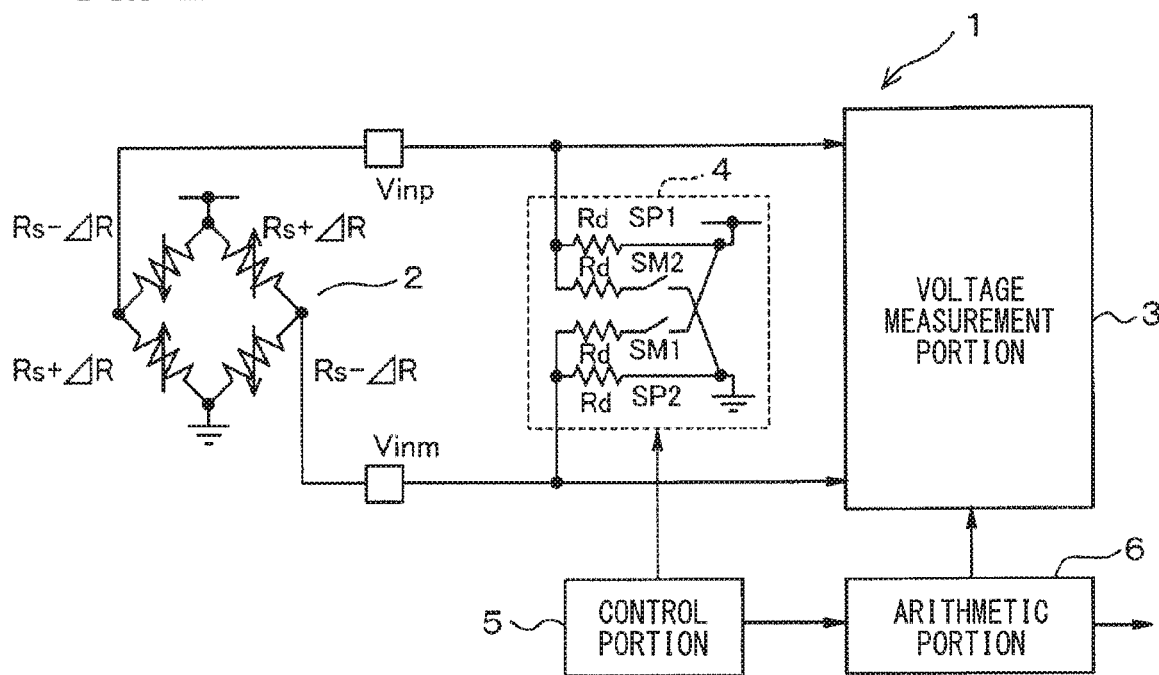 1
Vinp
4
Rs-⊿R
Rs+⊿R
Rd SP1
Rd SM2
2
VOLTAGE
MEASUREMENT
PORTION
3
Rs+⊿R
Rs-⊿R
Rd SM1
Rd SP2
Vinm
6
5
CONTROL
PORTION
ARITHMETIC
PORTION